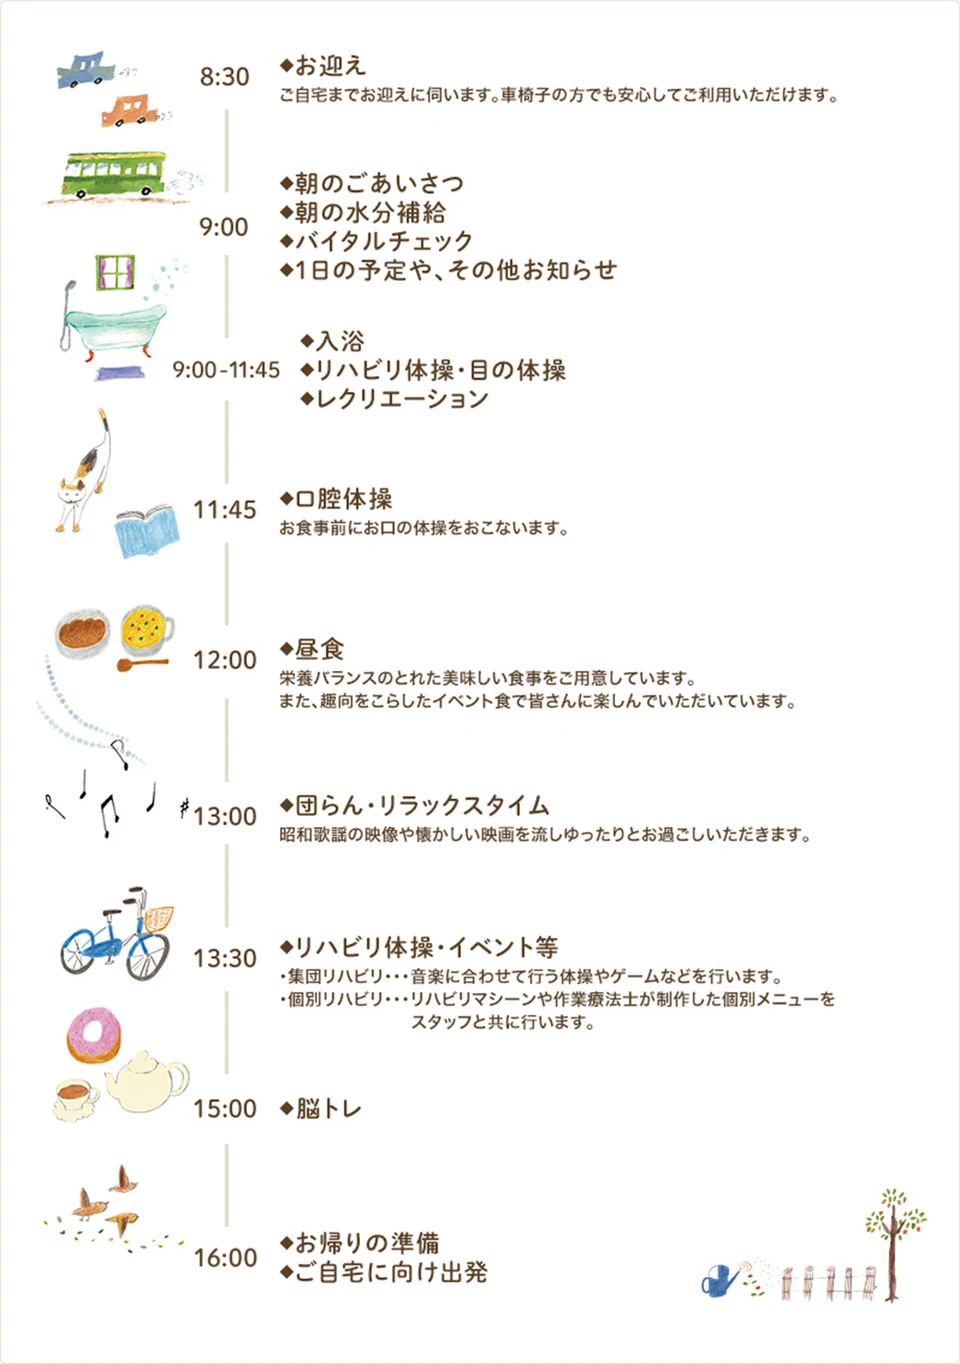 8:30
◆お迎え
ご自宅までお迎えに伺います。車椅子の方でも安心してご利用いただけます。
9:00
◆朝のごあいさつ
◆朝の水分補給
◆バイタルチェック
◆1日の予定や、その他お知らせ
9:00-11:45
◆入浴
◆リハビリ体操・目の体操
◆レクリエーション
11:45
◆口腔体操
お食事前にお口の体操をおこないます。
12:00
◆昼食
栄養バランスのとれた美味しい食事をご用意しています。
また、趣向をこらしたイベント食で皆さんに楽しんでいただいています。
13:00
◆団らん・リラックスタイム
昭和歌謡の映像や懐かしい映画を流しゆったりとお過ごしいただきます。
13:30
◆リハビリ体操・イベント等
・集団リハビリ・・・音楽に合わせて行う体操やゲームなどを行います。
・個別リハビリ・・・リハビリマシーンや作業療法士が制作した個別メニューを
スタッフと共に行います。
15:00
◆脳トレ
16:00
◆お帰りの準備
◆ご自宅に向け出発